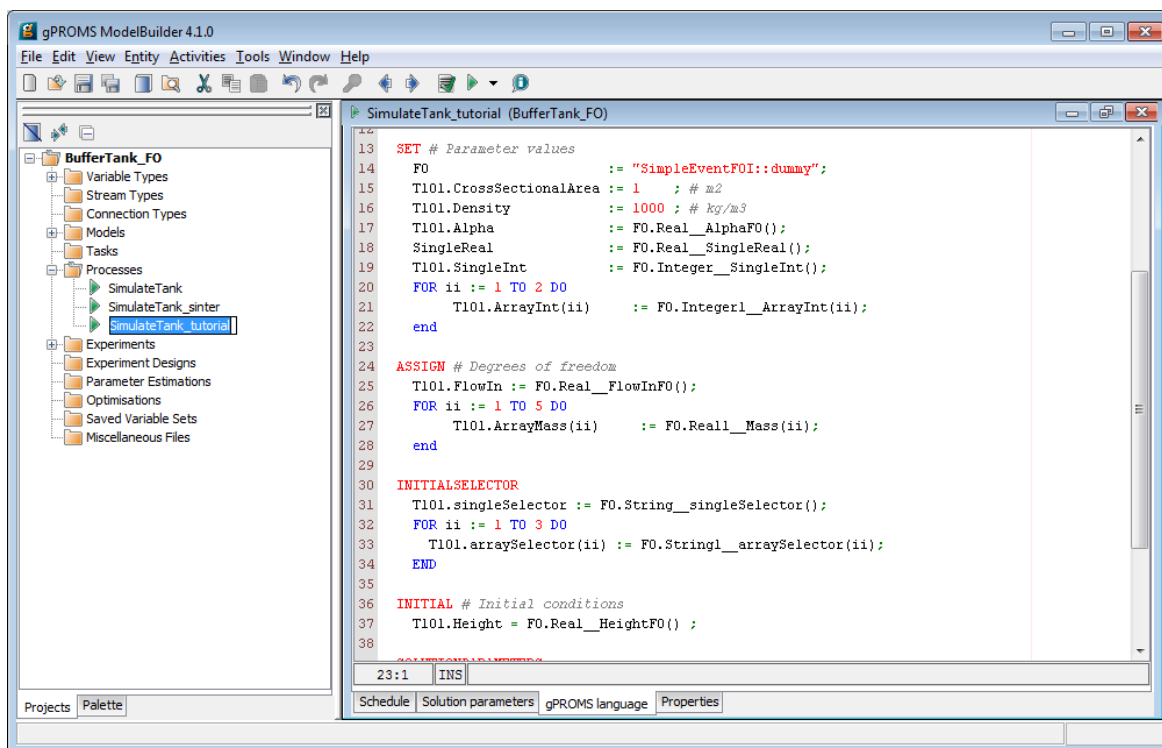 gPROMS ModelBuilder 4.1.0
File Edit View Entity Activities Tools Window Help
BufferTank_FO
Variable Types
Stream Types
Connection Types
Models
Tasks
Processes
SimulateTank
SimulateTank_sinter
SimulateTank_tutorial
Experiments
Experiment Designs
Parameter Estimations
Optimisations
Saved Variable Sets
Miscellaneous Files
Projects Palette
SimulateTank_tutorial (BufferTank_FO)
12
13 SET # Parameter values
14 FO := "SimpleEventFOI::dummy";
15 T101.CrossSectionalArea := 1 ; # m2
16 T101.Density := 1000 ; # kg/m3
17 T101.Alpha := FO.Real__AlphaFO();
18 SingleReal := FO.Real__SingleReal();
19 T101.SingleInt := FO.Integer__SingleInt();
20 FOR ii := 1 TO 2 DO
21 T101.ArrayInt(ii) := FO.Integer1__ArrayInt(ii);
22 end
23
24 ASSIGN # Degrees of freedom
25 T101.FlowIn := FO.Real__FlowInFO();
26 FOR ii := 1 TO 5 DO
27 T101.ArrayMass(ii) := FO.Real1__Mass(ii);
28 end
29
30 INITIALSELECTOR
31 T101.singleSelector := FO.String__singleSelector();
32 FOR ii := 1 TO 3 DO
33 T101.arraySelector(ii) := FO.String1__arraySelector(ii);
34 END
35
36 INITIAL # Initial conditions
37 T101.Height = FO.Real__HeightFO() ;
38
SOLUTIONPARAMETERS
23:1 INS
Schedule Solution parameters gPROMS language Properties